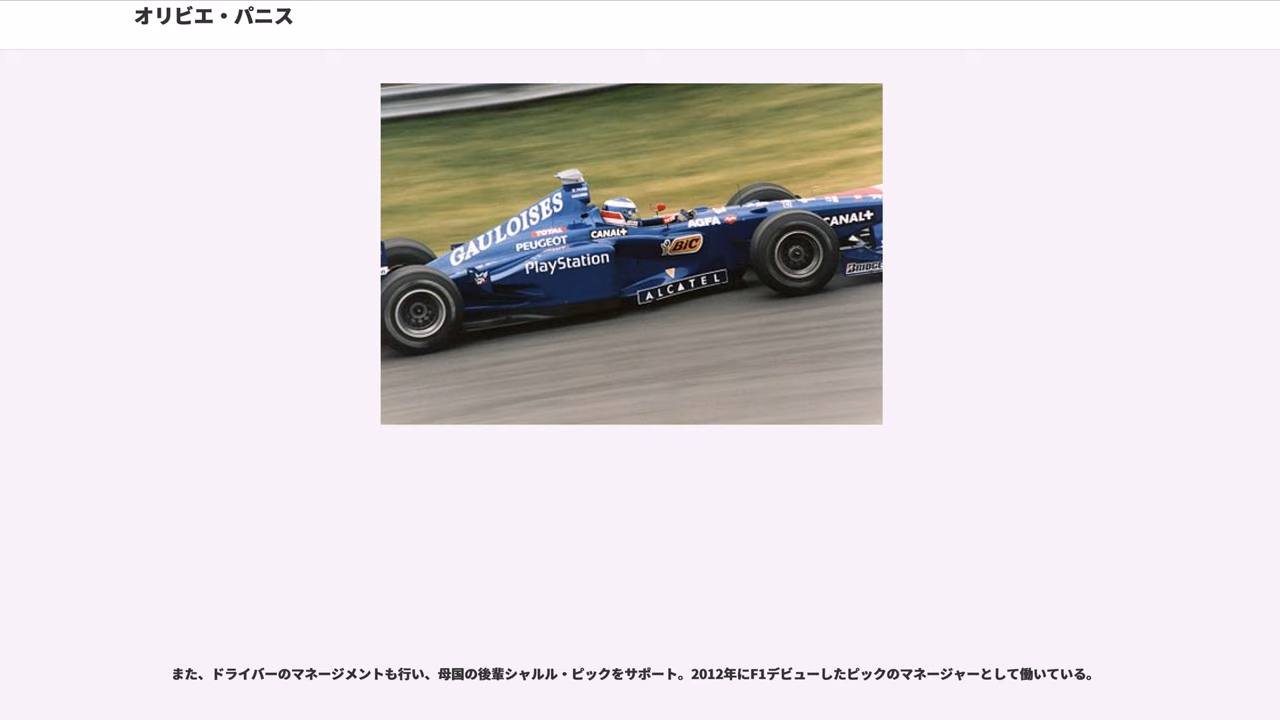 オリビエ・パニス
GAULOISES
TOTAL
PEUGEOT
PlayStation
CANAL+
BIC
ALCATEL
AGFA
CANAL+
また、ドライバーのマネージメントも行い、母国の後輩シャルル・ピックをサポート。2012年にF1デビューしたピックのマネージャーとして働いている。